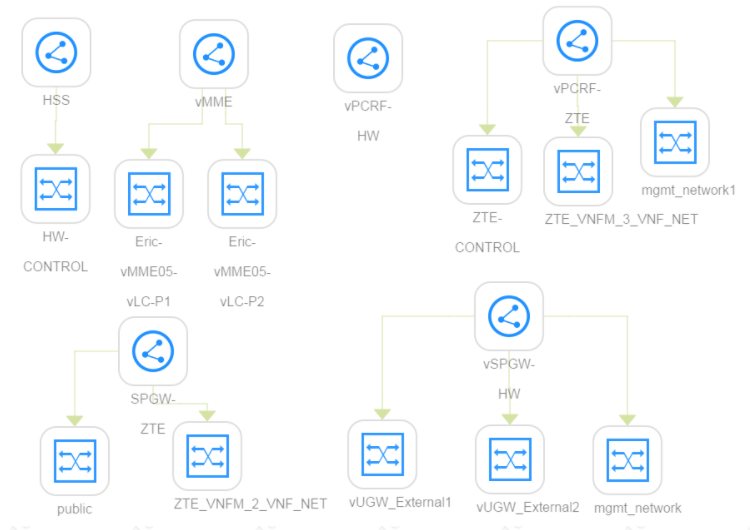 HSS
vMME
vPCRF-
HW
vPCRF-
ZTE
HW-
CONTROL
Eric-
vMME05-
vLC-P1
Eric-
vMME05-
vLC-P2
ZTE-
CONTROL
ZTE_VNFM_3_VNF_NET
mgmt_network1
SPGW-
ZTE
vSPGW-
HW
public
ZTE_VNFM_2_VNF_NET
vUGW_External1
vUGW_External2
mgmt_network